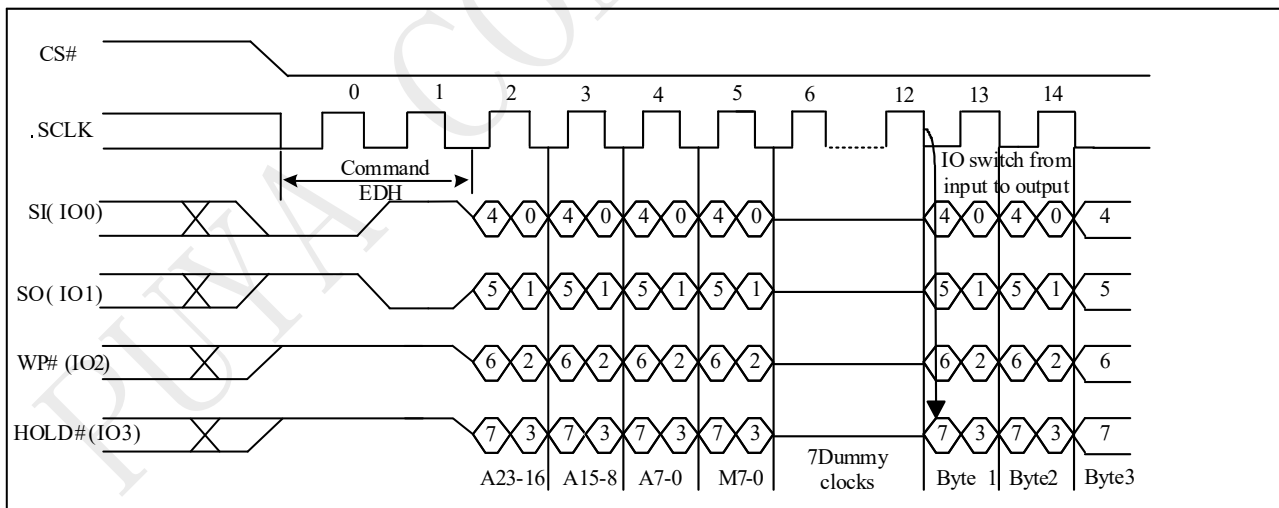 PUYA CO
CS#
0 1 2 3 4 5 6 12 13 14
.SCLK
Command
EDH
IO switch from
input to output
SI( IO0)
4 0 4 0 4 0 4 0 4 0 4 0 4
SO( IO1)
5 1 5 1 5 1 5 1 5 1 5 1 5
WP# (IO2)
6 2 6 2 6 2 6 2 6 2 6 2 6
HOLD# (IO3)
7 3 7 3 7 3 7 3 7 3 7 3 7
A23-16 A15-8 A7-0 M7-0 7Dummy Byte 1 Byte2 Byte3
clocks